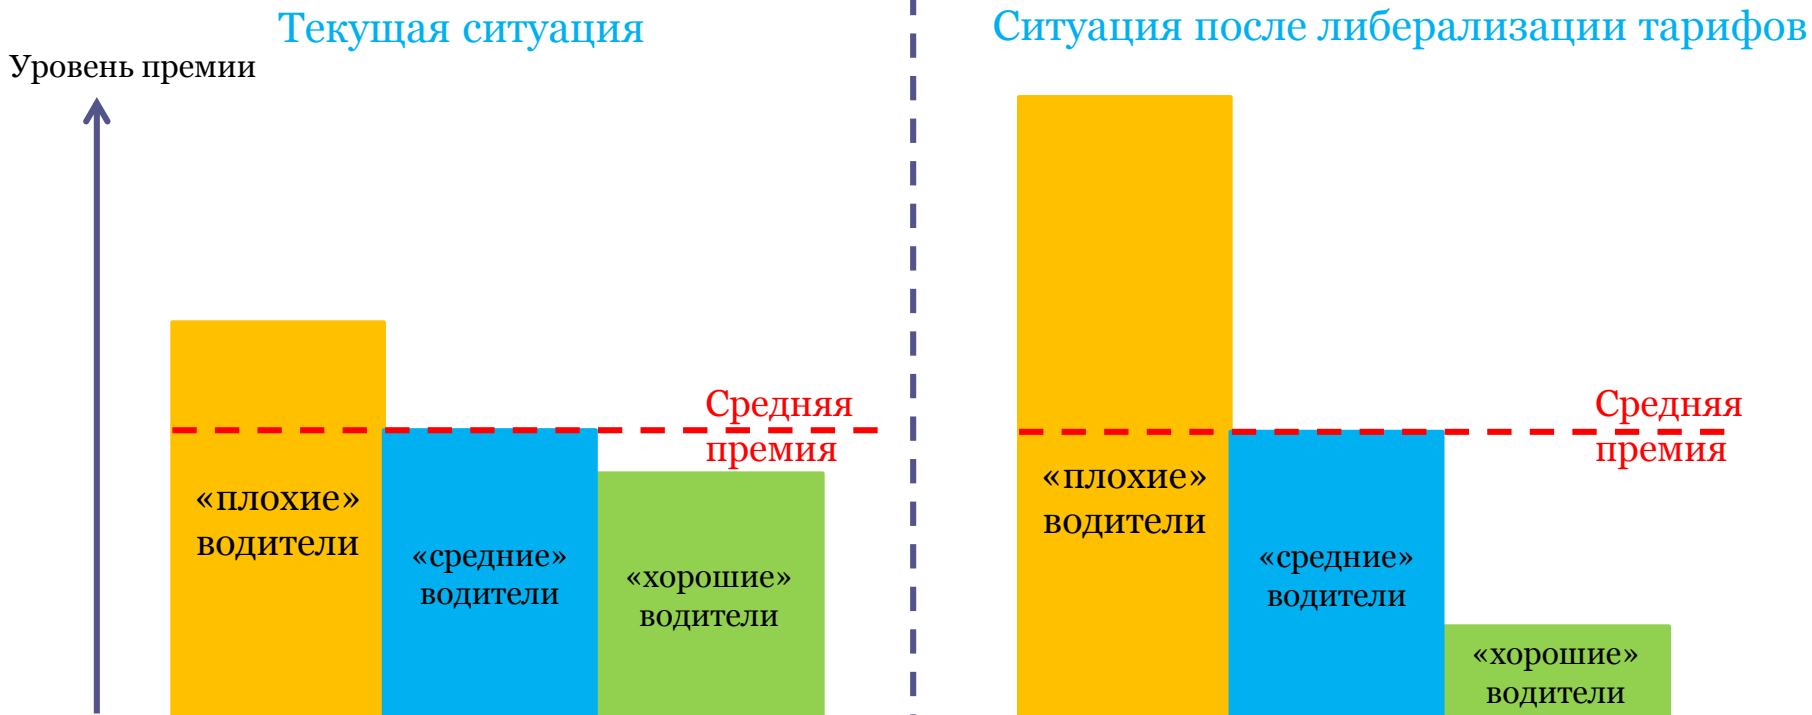 Текущая ситуация
Ситуация после либерализации тарифов
Уровень премии
Средняя
премия
«плохие»
водители
«средние»
водители
«хорошие»
водители
Средняя
премия
«плохие»
водители
«средние»
водители
«хорошие»
водители